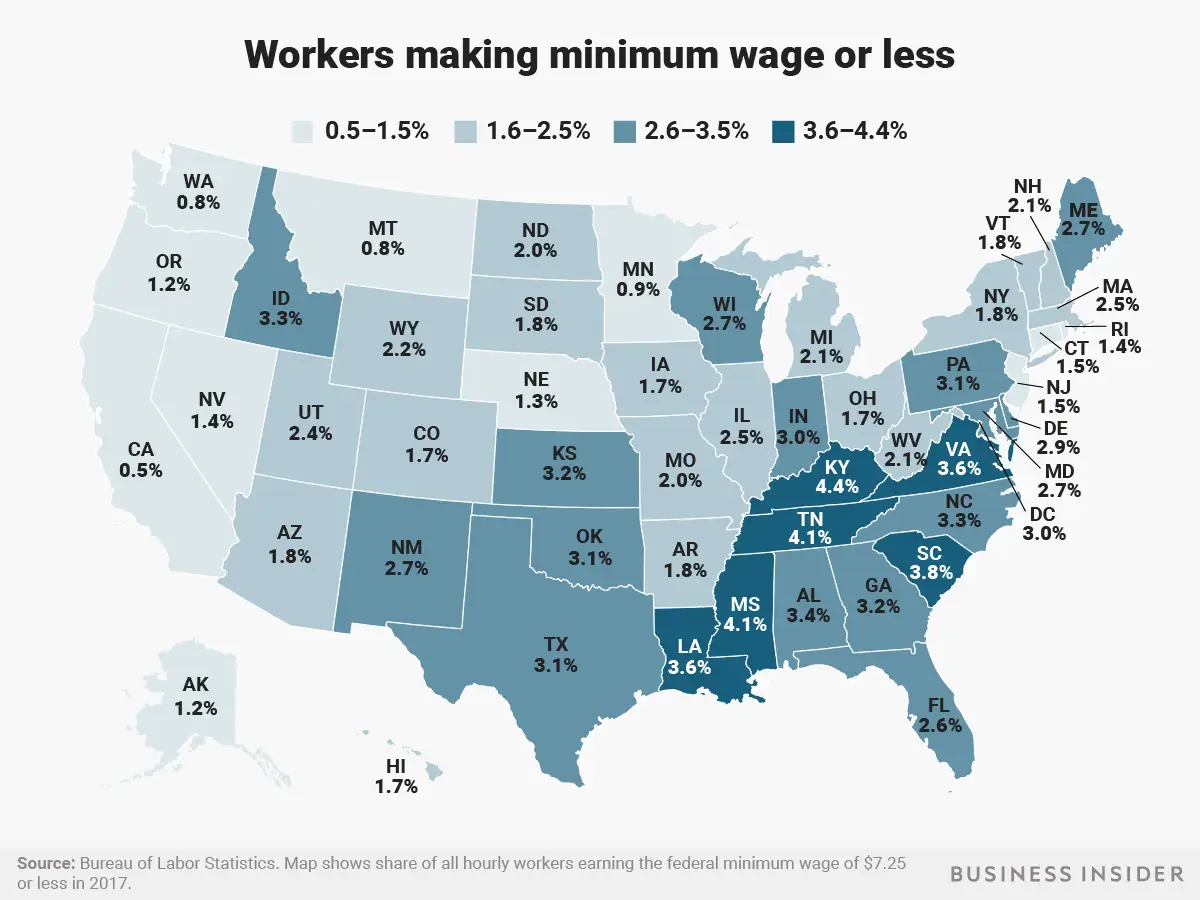 Workers making minimum wage or less
0.5–1.5%
1.6–2.5%
2.6–3.5%
3.6–4.4%
WA
0.8%
MT
0.8%
ND
2.0%
MN
0.9%
NH
2.1%
VT
1.8%
ME
2.7%
OR
1.2%
ID
3.3%
SD
1.8%
WI
2.7%
NY
1.8%
MA
2.5%
RI
1.4%
CT
1.5%
WY
2.2%
MI
2.1%
NE
1.3%
IA
1.7%
PA
3.1%
NJ
1.5%
NV
1.4%
UT
2.4%
CO
1.7%
IL
2.5%
IN
3.0%
OH
1.7%
DE
2.9%
CA
0.5%
KS
3.2%
MO
2.0%
KY
4.4%
WV
2.1%
VA
3.6%
MD
2.7%
DC
3.0%
AZ
1.8%
NM
2.7%
OK
3.1%
AR
1.8%
TN
4.1%
NC
3.3%
SC
3.8%
TX
3.1%
LA
3.6%
MS
4.1%
AL
3.4%
GA
3.2%
FL
2.6%
AK
1.2%
HI
1.7%
Source: Bureau of Labor Statistics. Map shows share of all hourly workers earning the federal minimum wage of $7.25
or less in 2017.
BUSINESS INSIDER